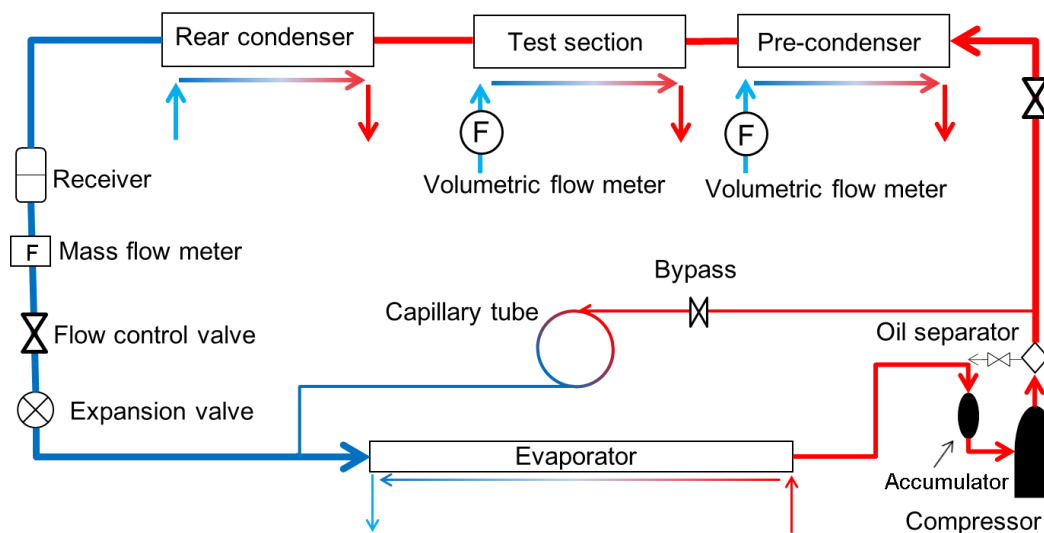 Rear condenser
Test section
Pre-condenser
F
F
Receiver
Volumetric flow meter
Volumetric flow meter
F
Mass flow meter
Bypass
Capillary tube
Flow control valve
Oil separator
Expansion valve
Evaporator
Accumulator
Compressor